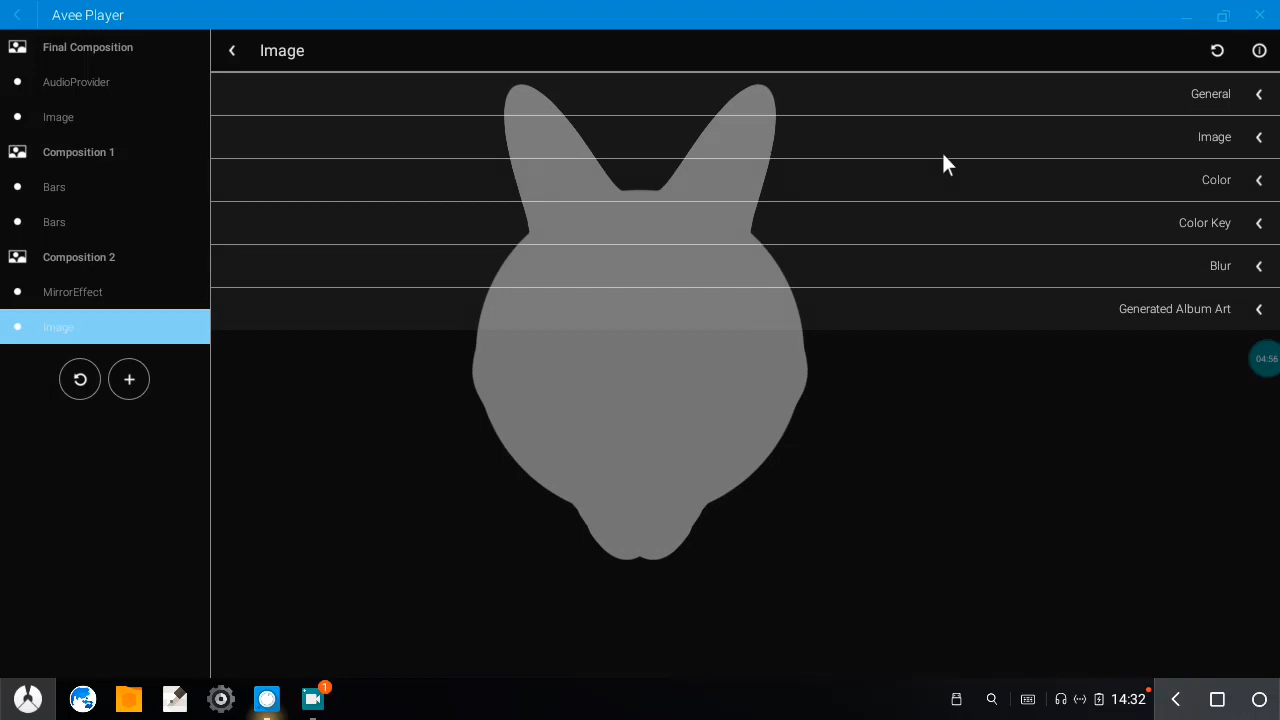 Avee Player
Final Composition
AudioProvider
Image
Composition 1
Bars
Bars
Composition 2
MirrorEffect
Image
Image
General
Image
Color
Color Key
Blur
Generated Album Art
04:56
1
14:32